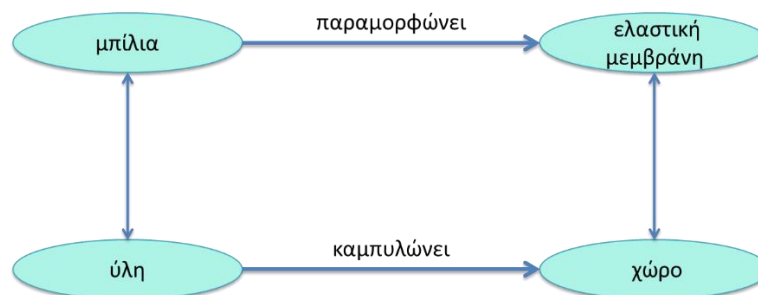 παραμορφώνει
μπίλια
ελαστική
μεμβράνη
καμπυλώνει
ύλη
χώρο